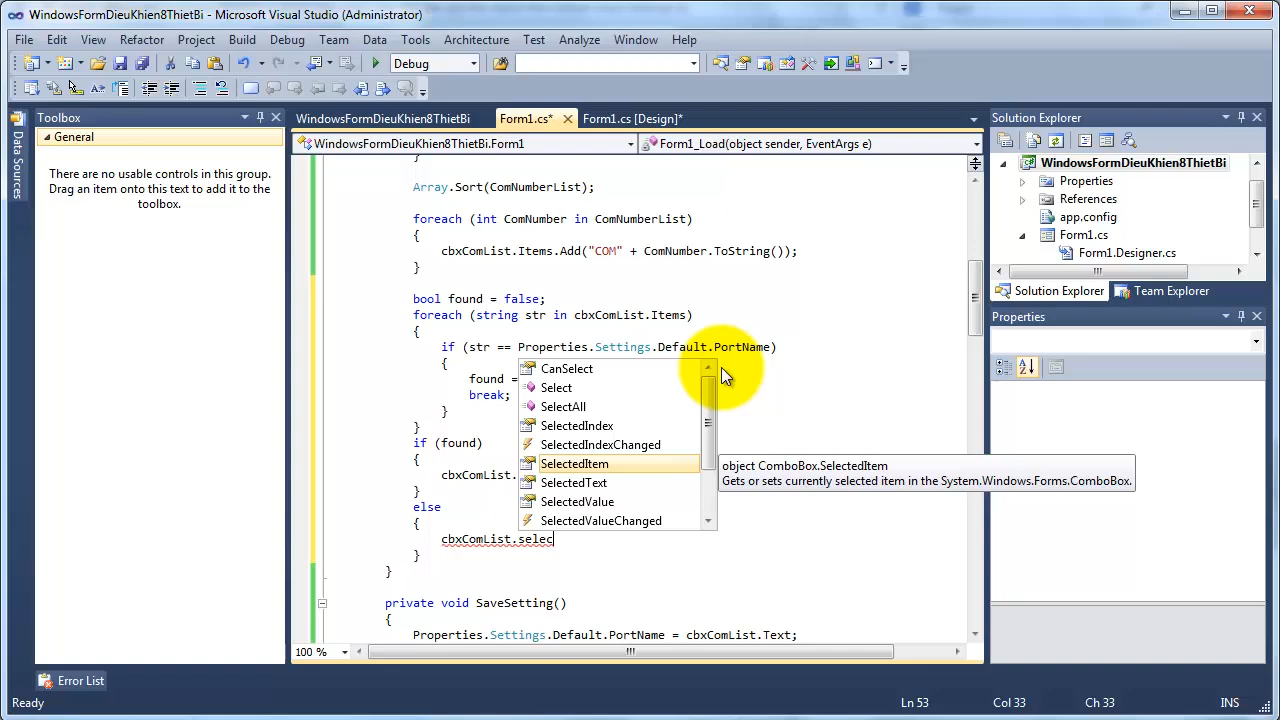 WindowsFormDieuKhien8ThietBi - Microsoft Visual Studio (Administrator)
File Edit View Refactor Project Build Debug Team Data Tools Architecture Test Analyze Window Help
Debug
Toolbox
WindowsFormDieuKhien8ThietBi Form1.cs* Form1.cs [Design]*
Solution Explorer
General
WindowsFormDieuKhien8ThietBi.Form1
Form1_Load(object sender, EventArgs e)
Data Sources
There are no usable controls in this group.
Drag an item onto this text to add it to the
toolbox.
}
Array.Sort(ComNumberList);
foreach (int ComNumber in ComNumberList)
{
cbxComList.Items.Add("COM" + ComNumber.ToString());
}
bool found = false;
foreach (string str in cbxComList.Items)
{
if (str == Properties.Settings.Default.PortName)
{
found =
break;
}
}
if (found)
{
cbxComList.
}
else
{
cbxComList.selec
}
}
private void SaveSetting()
{
Properties.Settings.Default.PortName = cbxComList.Text;
CanSelect
Select
SelectAll
SelectedIndex
SelectedIndexChanged
SelectedItem
SelectedText
SelectedValue
SelectedValueChanged
object ComboBox.SelectedItem
Gets or sets currently selected item in the System.Windows.Forms.ComboBox.
100 %
WindowsFormDieuKhien8ThietBi
Properties
References
app.config
Form1.cs
Form1.Designer.cs
Solution Explorer Team Explorer
Properties
Error List
Ready
Ln 53 Col 33 Ch 33 INS